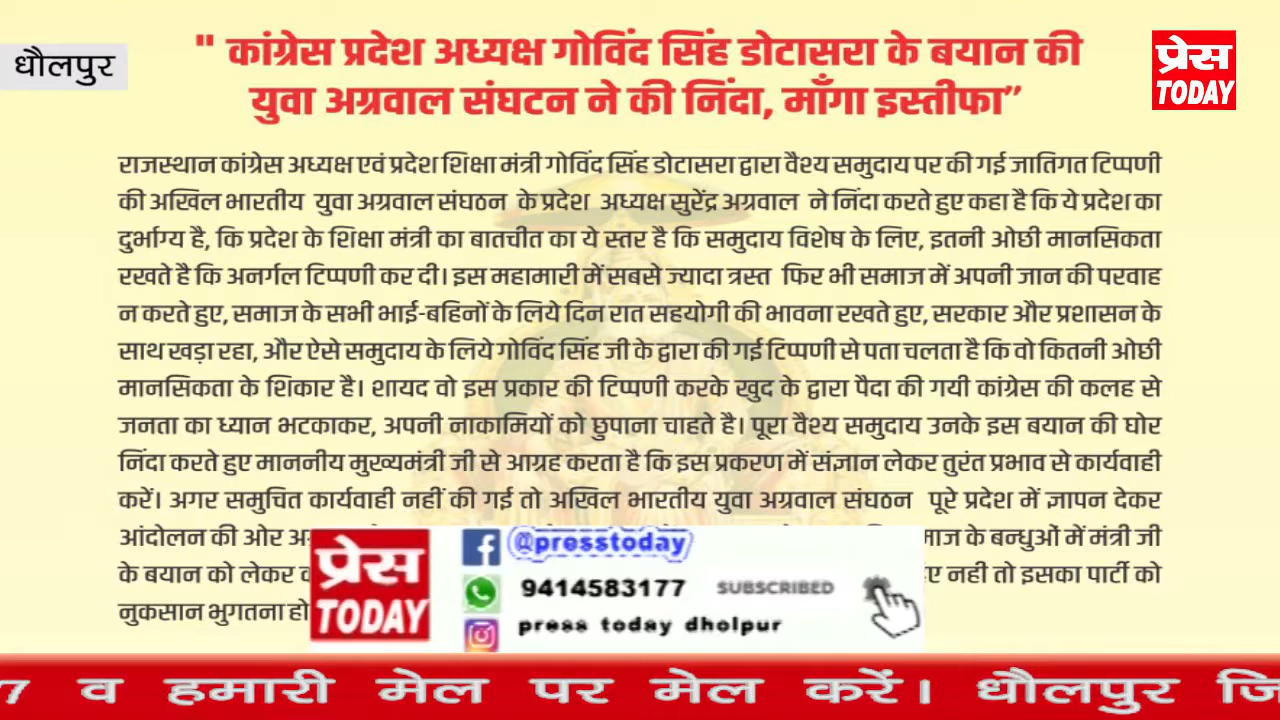 धौलपुर
" कांग्रेस प्रदेश अध्यक्ष गोविंद सिंह डोटासरा के बयान की
युवा अग्रवाल संघटन ने की निंदा, माँगा इस्तीफा”
प्रेस
TODAY
राजस्थान कांग्रेस अध्यक्ष एवं प्रदेश शिक्षा मंत्री गोविंद सिंह डोटासरा द्वारा वैश्य समुदाय पर की गई जातिगत टिप्पणी
की अखिल भारतीय युवा अग्रवाल संघठन के प्रदेश अध्यक्ष सुरेंद्र अग्रवाल ने निंदा करते हुए कहा है कि ये प्रदेश का
दुर्भाग्य है, कि प्रदेश के शिक्षा मंत्री का बातचीत का ये स्तर है कि समुदाय विशेष के लिए, इतनी ओछी मानसिकता
रखते है कि अनर्गल टिप्पणी कर दी। इस महामारी में सबसे ज्यादा त्रस्त फिर भी समाज में अपनी जान की परवाह
न करते हुए, समाज के सभी भाई-बहिनों के लिये दिन रात सहयोगी की भावना रखते हुए, सरकार और प्रशासन के
साथ खड़ा रहा, और ऐसे समुदाय के लिये गोविंद सिंह जी के द्वारा की गई टिप्पणी से पता चलता है कि वो कितनी ओछी
मानसिकता के शिकार है। शायद वो इस प्रकार की टिप्पणी करके खुद के द्वारा पैदा की गयी कांग्रेस की कलह से
जनता का ध्यान भटकाकर, अपनी नाकामियों को छुपाना चाहते है। पूरा वैश्य समुदाय उनके इस बयान की घोर
निंदा करते हुए माननीय मुख्यमंत्री जी से आग्रह करता है कि इस प्रकरण में संज्ञान लेकर तुरंत प्रभाव से कार्यवाही
करें। अगर समुचित कार्यवाही नहीं की गई तो अखिल भारतीय युवा अग्रवाल संघठन पूरे प्रदेश में ज्ञापन देकर
आंदोलन की ओर के बन्धुओं में मंत्री जी
के बयान को लेकर नही तो इसका पार्टी को
नुकसान भुगतना
प्रेस
TODAY
@presstoday
9414583177 SUBSCRIBED
press today dholpur
7 व हमारी मेल पर मेल करें। धौलपुर